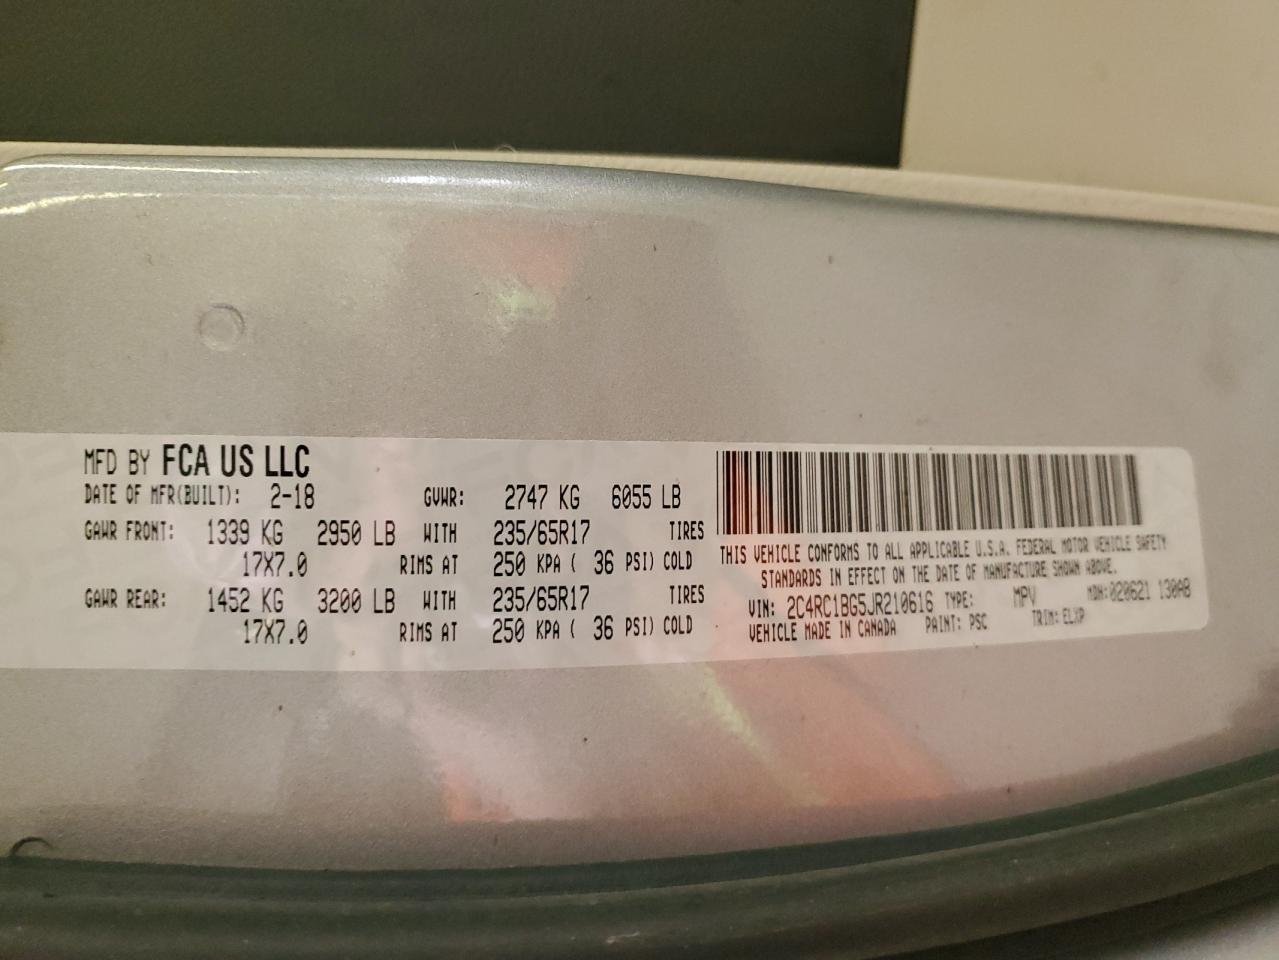 MFD BY FCA US LLC
DATE OF MFR(BUILT): 2-18 GVWR: 2747 KG 6055 LB
GAWR FRONT: 1339 KG 2950 LB WITH 235/65R17 TIRES
17X7.0 RIMS AT 250 KPA ( 36 PSI) COLD
GAWR REAR: 1452 KG 3200 LB WITH 235/65R17 TIRES
17X7.0 RIMS AT 250 KPA ( 36 PSI) COLD
THIS VEHICLE CONFORMS TO ALL APPLICABLE U.S.A. FEDERAL MOTOR VEHICLE SAFETY
STANDARDS IN EFFECT ON THE DATE OF MANUFACTURE SHOWN ABOVE.
VIN: 2C4RC1BG5JR210616 TYPE: MPV MDH:020621 130AB
VEHICLE MADE IN CANADA PAINT: PSC TRIM: ELXP